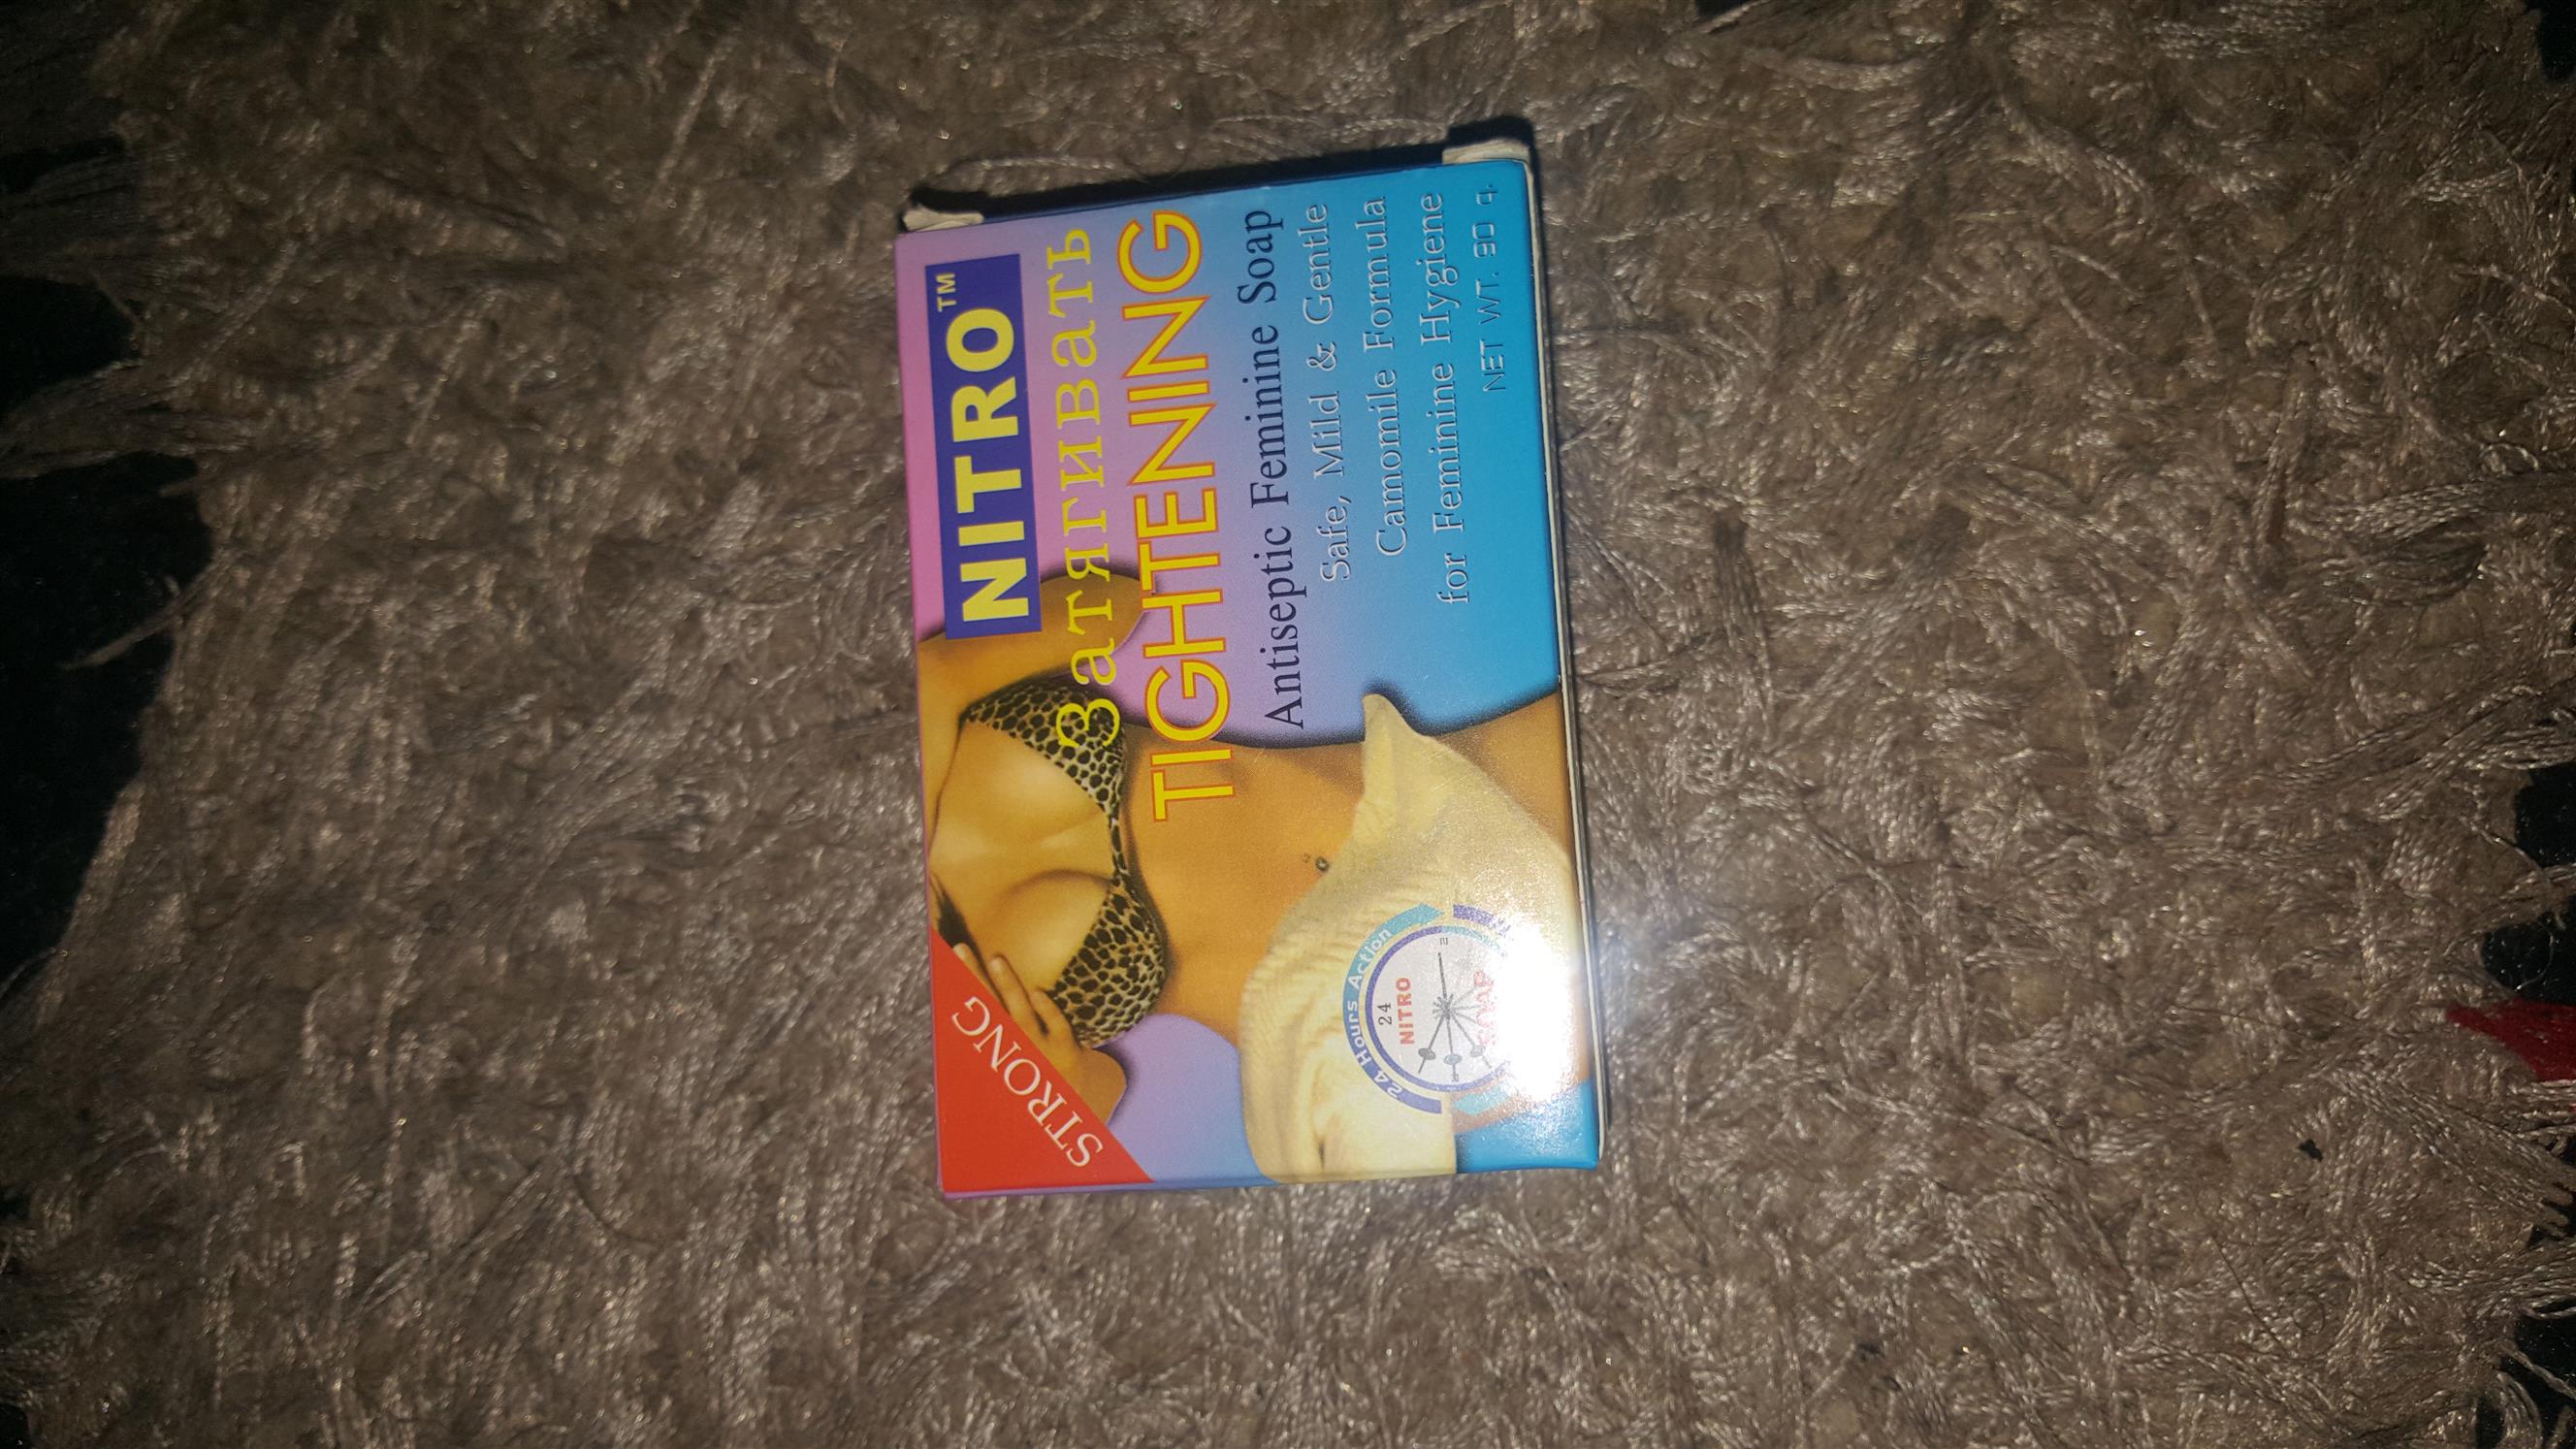 NITRO™
Затягивать
TIGHTENING
Antiseptic Feminine Soap
Safe, Mild & Gentle
Camomile Formula
for Feminine Hygiene
NET WT. 90 g.
STRONG
24 Hours Action
24
NITRO
SOAP